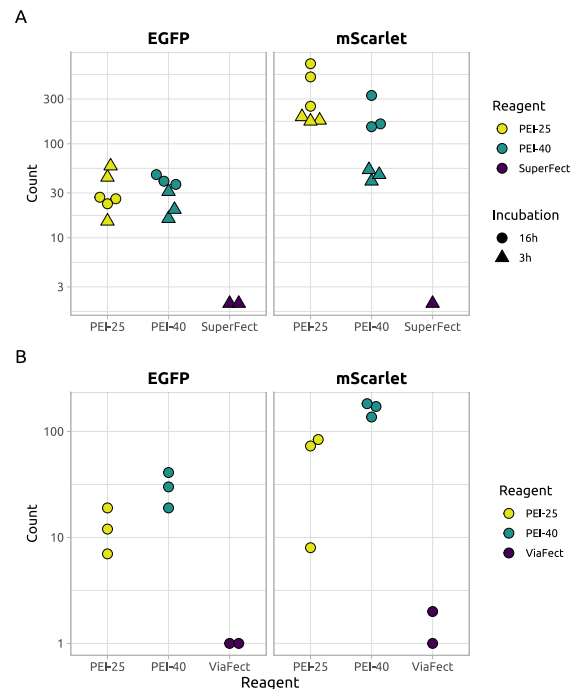 A
EGFP
mScarlet
300
100
30
10
3
Count
PEI-25
PEI-40
SuperFect
PEI-25
PEI-40
SuperFect
Reagent
PEI-25
PEI-40
SuperFect
Incubation
16h
3h
B
EGFP
mScarlet
100
10
1
Count
PEI-25
PEI-40
ViaFect
PEI-25
PEI-40
ViaFect
Reagent
Reagent
PEI-25
PEI-40
ViaFect